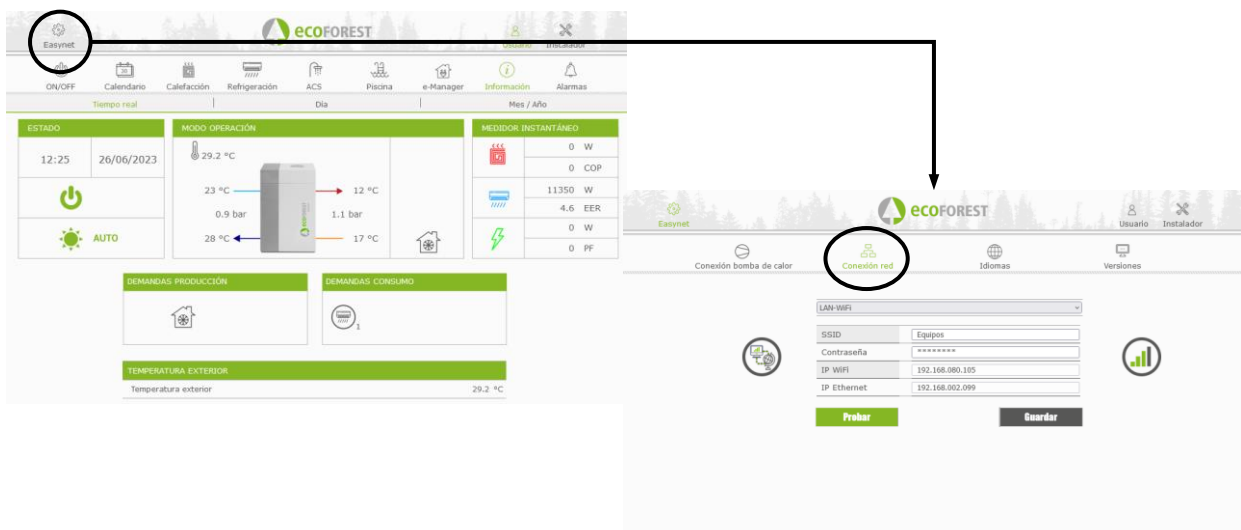 Easynet
ecoFOREST
Usuario
Instalador
ON/OFF
20
Calendario
Calefacción
Refrigeración
ACS
Piscina
e-Manager
Información
Alarmas
Tiempo real
Día
Mes / Año
ESTADO
12:25
26/06/2023
AUTO
MODO OPERACIÓN
29.2 °C
23 °C
12 °C
0.9 bar
1.1 bar
28 °C
17 °C
MEDIDOR INSTANTÁNEO
0 W
0 COP
11350 W
4.6 EER
0 W
0 PF
DEMANDAS PRODUCCIÓN
DEMANDAS CONSUMO
1
TEMPERATURA EXTERIOR
Temperatura exterior 29.2 °C
Easynet
ecoFOREST
Usuario
Instalador
Conexión bomba de calor
Conexión red
Idiomas
Versiones
LAN-WiFi
SSID Equipos
Contraseña ********
IP WiFi 192.168.080.105
IP Ethernet 192.168.002.099
Probar
Guardar